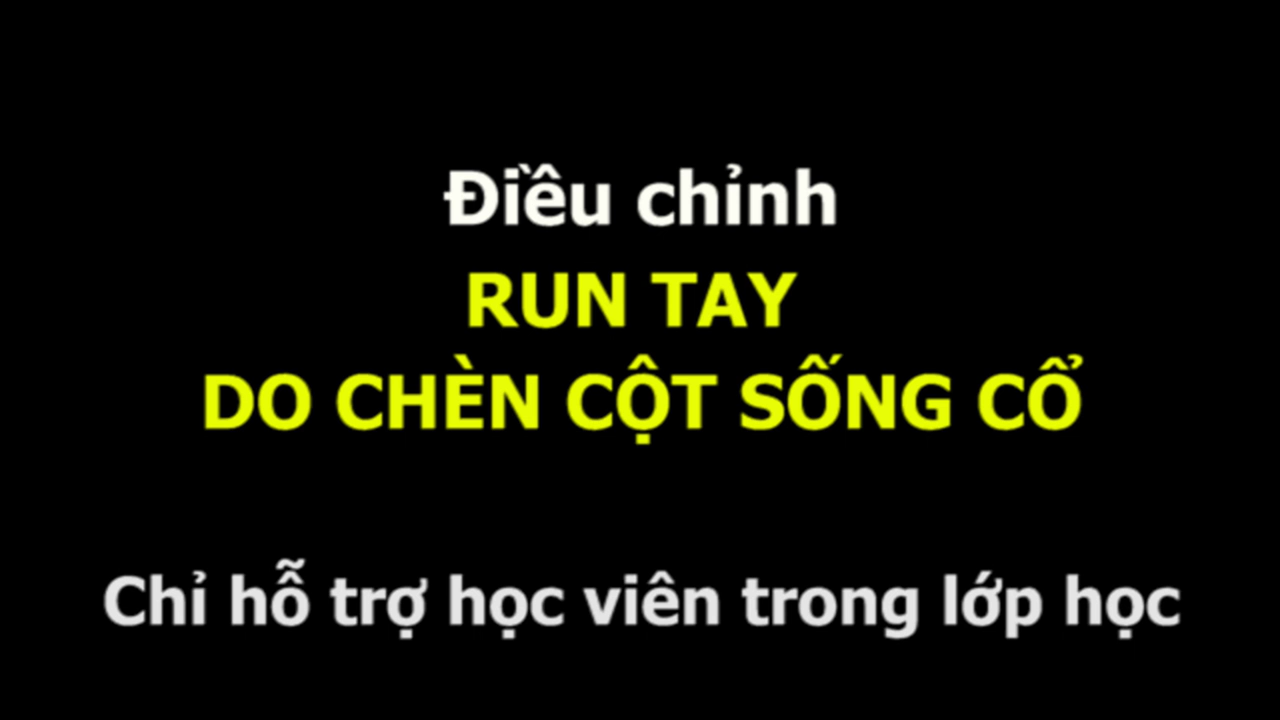 Điều chỉnh
RUN TAY
DO CHÈN CỘT SỐNG CỔ
Chỉ hỗ trợ học viên trong lớp học